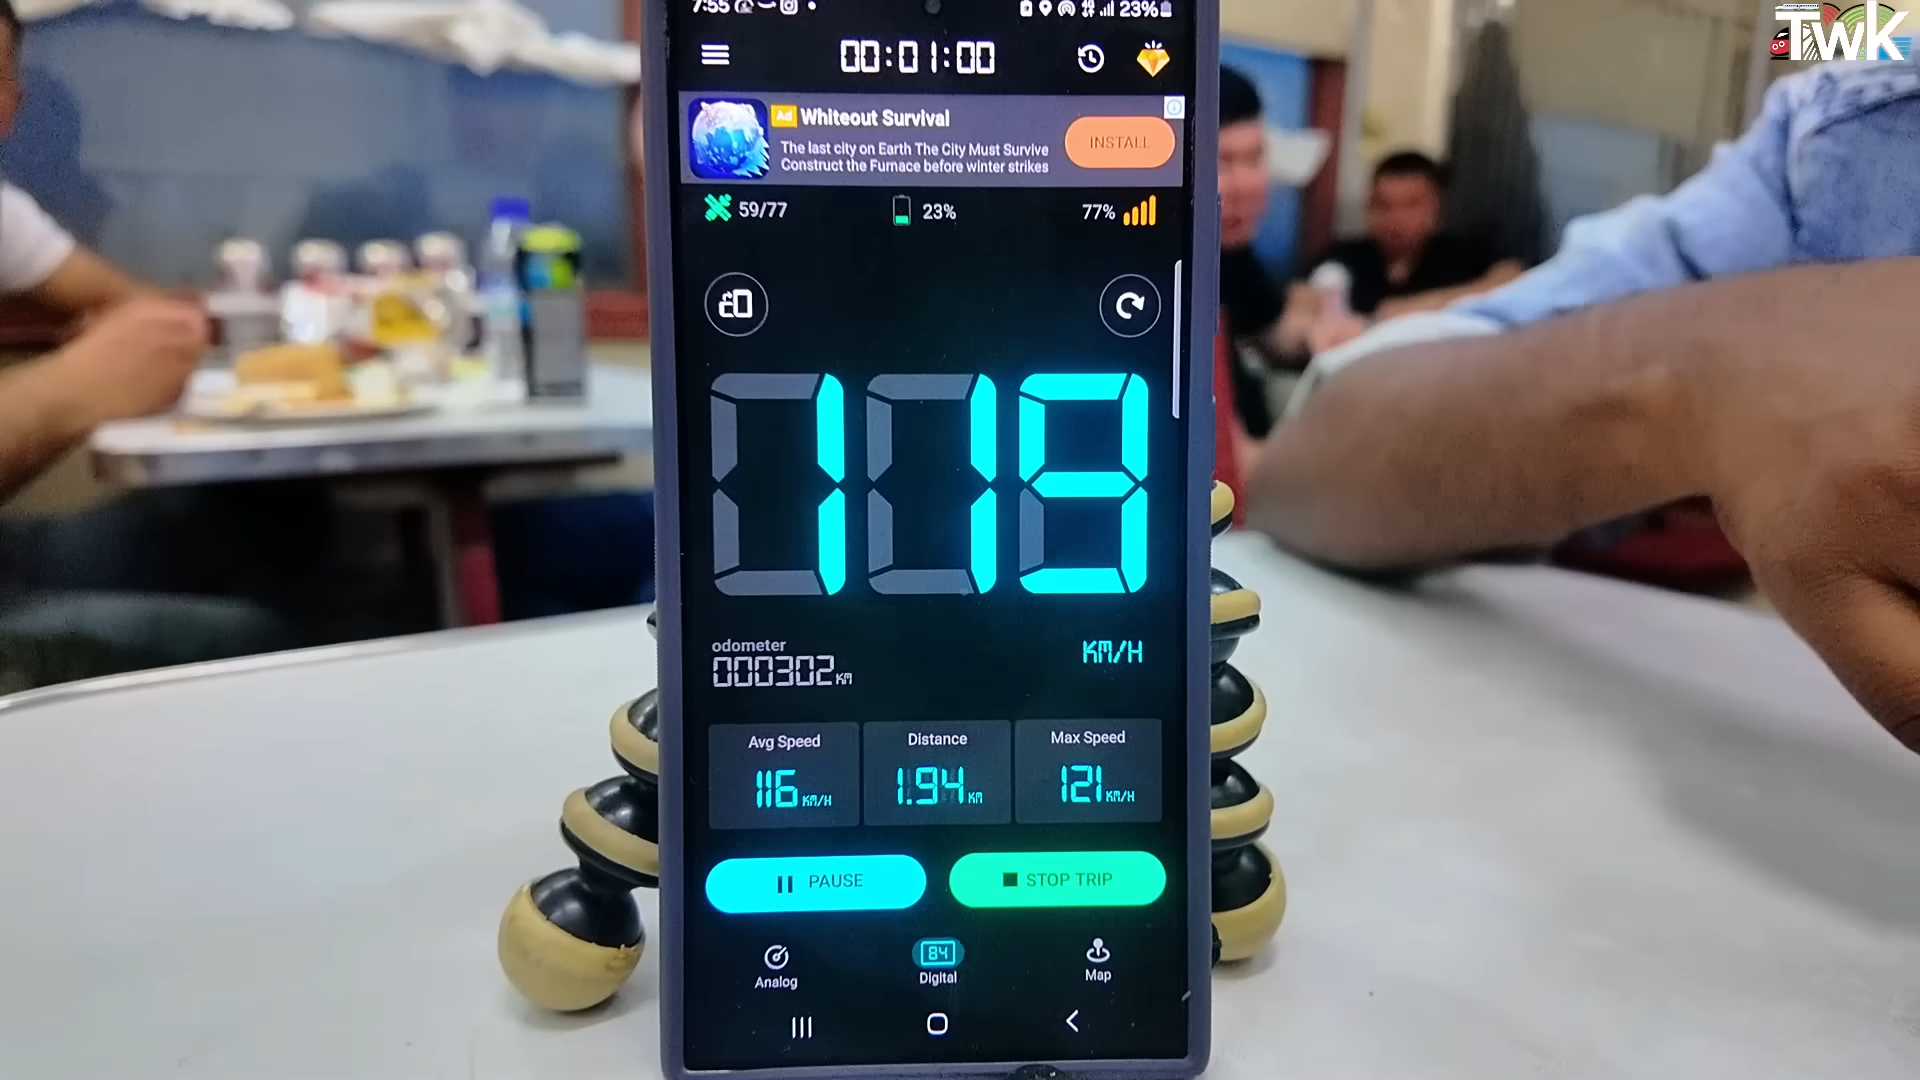 Twk
7:55
23%
00:01:00
Ad Whiteout Survival
The last city on Earth The City Must Survive
Construct the Furnace before winter strikes
INSTALL
59/77
23%
77%
119
odometer
000302 KM
KM/H
Avg Speed
116 KM/H
Distance
1.94 KM
Max Speed
121 KM/H
PAUSE
STOP TRIP
Analog
84
Digital
Map